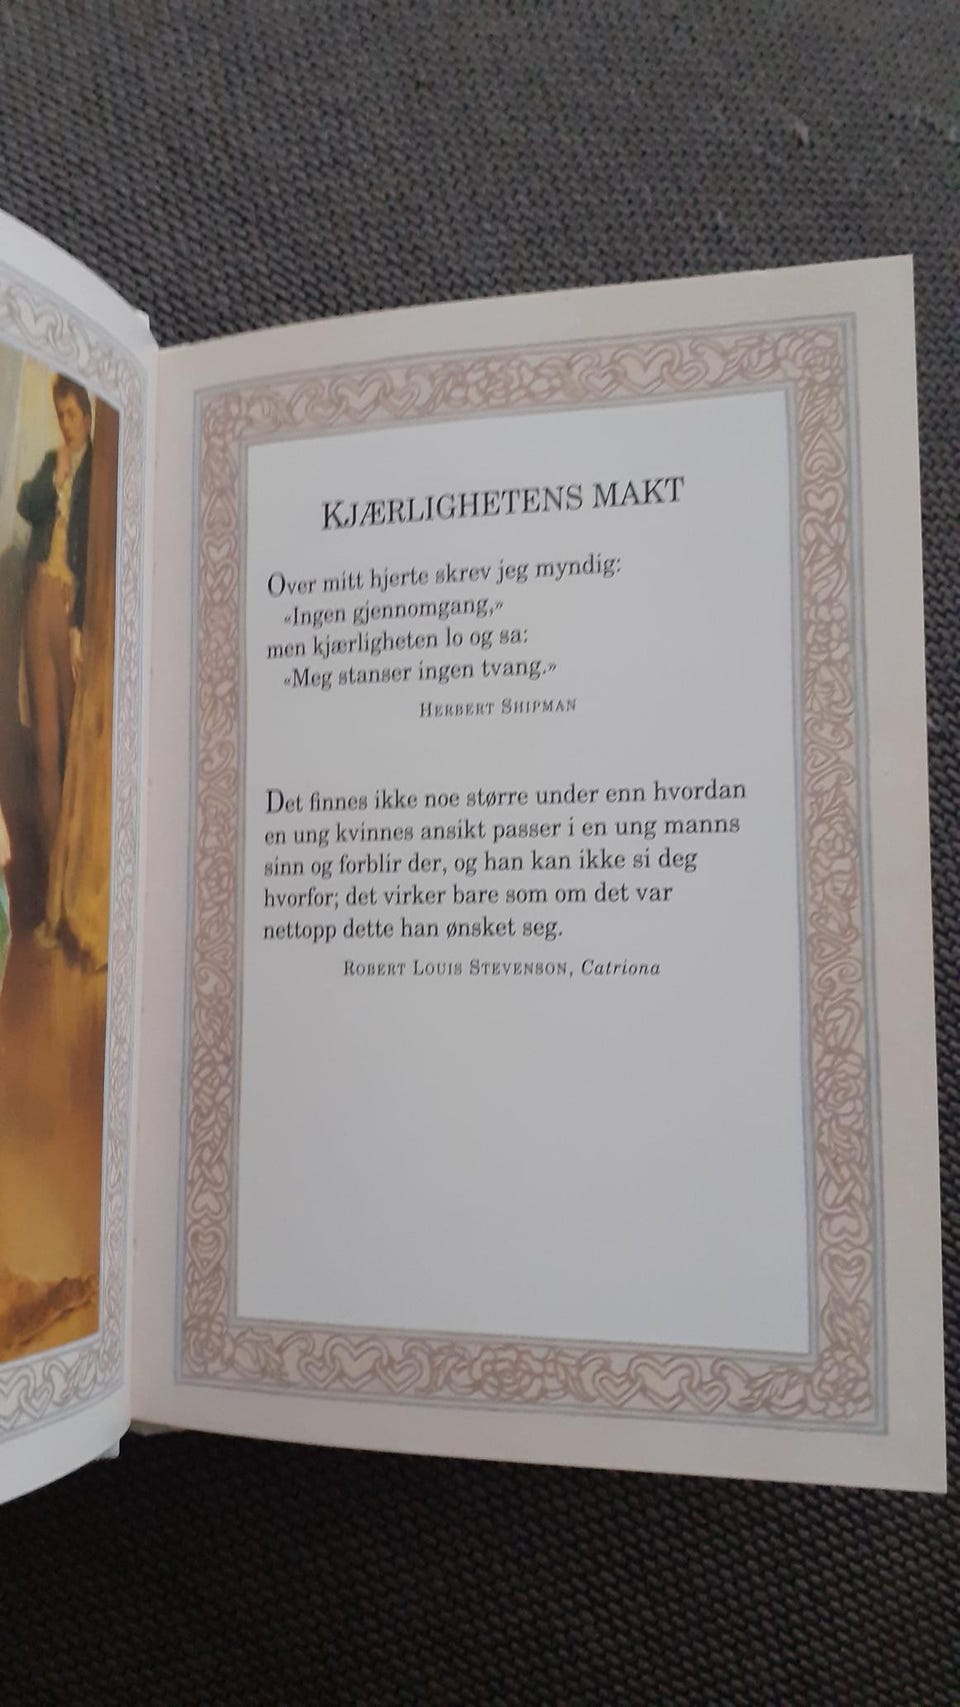 KJÆRLIGHETENS MAKT
Over mitt hjerte skrev jeg myndig:
«Ingen gjennomgang,»
men kjærligheten lo og sa:
«Meg stanser ingen tvang.»
HERBERT SHIPMAN
Det finnes ikke noe større under enn hvordan
en ung kvinnes ansikt passer i en ung manns
sinn og forblir der, og han kan ikke si deg
hvorfor; det virker bare som om det var
nettopp dette han ønsket seg.
ROBERT LOUIS STEVENSON, Catriona